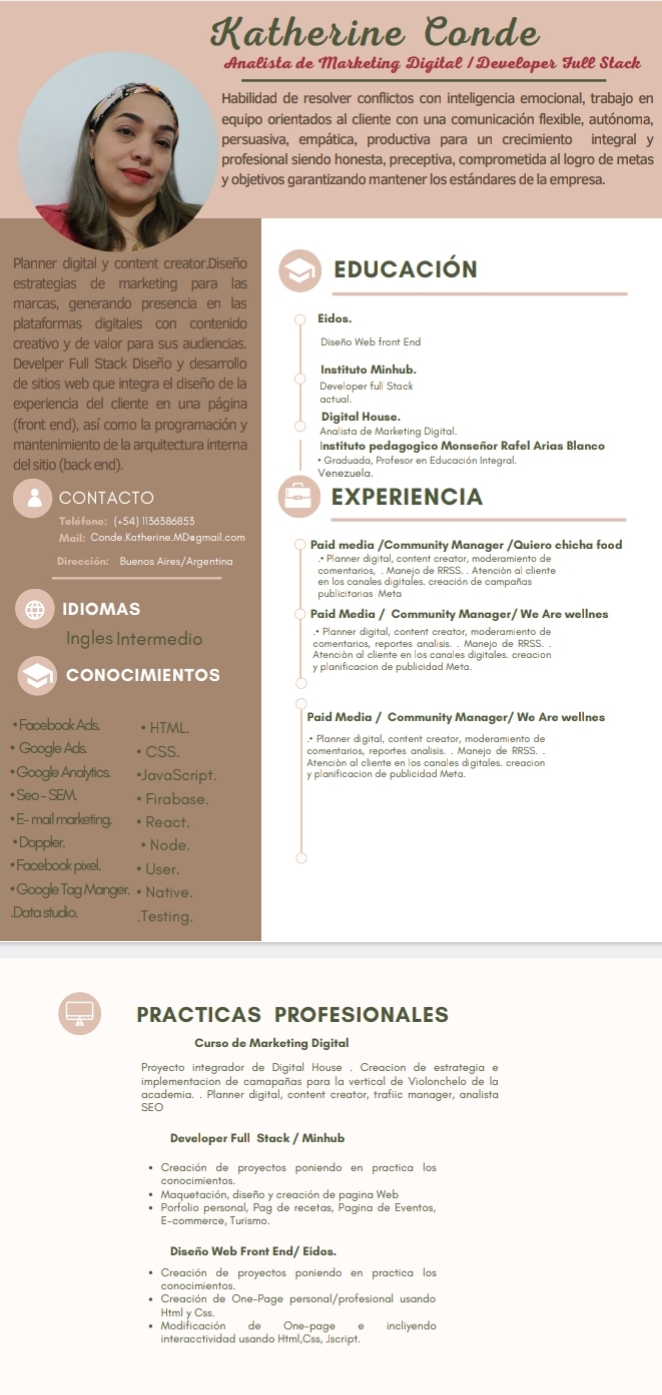 Katherine Conde
Analista de Marketing Digital / Developer Full Stack
Habilidad de resolver conflictos con inteligencia emocional, trabajo en
equipo orientados al cliente con una comunicación flexible, autónoma,
persuasiva, empática, productiva para un crecimiento integral y
profesional siendo honesta, preceptiva, comprometida al logro de metas
y objetivos garantizando mantener los estándares de la empresa.
Planner digital y content creator.Diseño
estrategias de marketing para las
marcas, generando presencia en las
plataformas digitales con contenido
creativo y de valor para sus audiencias.
Develper Full Stack Diseño y desarrollo
de sitios web que integra el diseño de la
experiencia del cliente en una página
(front end), así como la programación y
mantenimiento de la arquitectura interna
del sitio (back end).
CONTACTO
Teléfono: (+54) 1136386853
Mail: Conde.Katherine.MD@gmail.com
Dirección: Buenos Aires/Argentina
IDIOMAS
Ingles Intermedio
CONOCIMIENTOS
• Facebook Ads.
• Google Ads.
• Google Analytics.
• Seo - SEM.
• E- mail marketing.
• Doppler.
• Facebook pixel.
• Google Tag Manger.
.Data studio.
• HTML.
• CSS.
•JavaScript.
• Firabase.
• React.
• Node.
• User.
• Native.
.Testing.
EDUCACIÓN
Eidos.
Diseño Web front End
Instituto Minhub.
Developer full Stack
actual.
Digital House.
Analista de Marketing Digital.
Instituto pedagogico Monseñor Rafel Arias Blanco
• Graduada, Profesor en Educación Integral.
Venezuela.
EXPERIENCIA
Paid media /Community Manager /Quiero chicha food
.• Planner digital, content creator, moderamiento de
comentarios, . Manejo de RRSS. . Atención al cliente
en los canales digitales. creación de campañas
publicitarias Meta
Paid Media / Community Manager/ We Are wellnes
.• Planner digital, content creator, moderamiento de
comentarios, reportes analisis. . Manejo de RRSS. .
Atención al cliente en los canales digitales. creacion
y planificacion de publicidad Meta.
Paid Media / Community Manager/ We Are wellnes
.• Planner digital, content creator, moderamiento de
comentarios, reportes analisis. . Manejo de RRSS. .
Atención al cliente en los canales digitales. creacion
y planificacion de publicidad Meta.
PRACTICAS PROFESIONALES
Curso de Marketing Digital
Proyecto integrador de Digital House . Creacion de estrategia e
implementacion de camapañas para la vertical de Violonchelo de la
academia. . Planner digital, content creator, trafiic manager, analista
SEO
Developer Full Stack / Minhub
• Creación de proyectos poniendo en practica los
conocimientos.
• Maquetación, diseño y creación de pagina Web
• Porfolio personal, Pag de recetas, Pagina de Eventos,
E-commerce, Turismo.
Diseño Web Front End/ Eidos.
• Creación de proyectos poniendo en practica los
conocimientos.
• Creación de One-Page personal/profesional usando
Html y Css.
• Modificación de One-page e incliyendo
interacctividad usando Html,Css, Jscript.